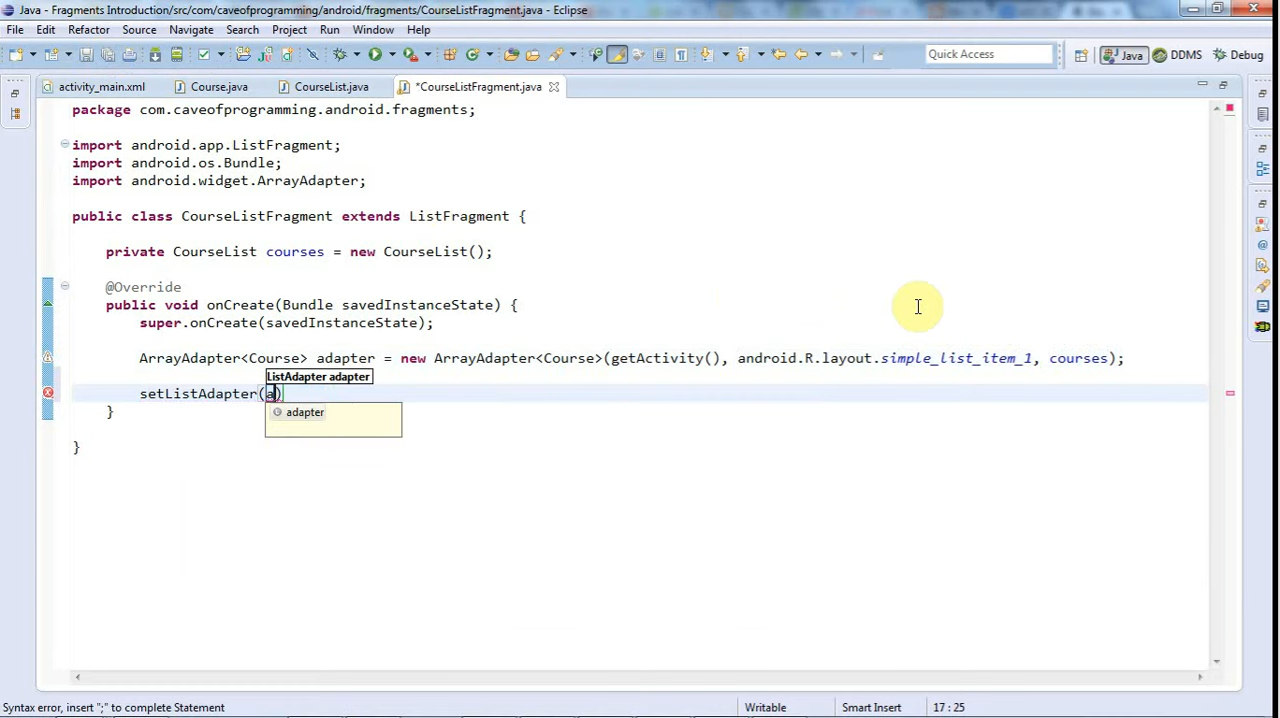 Java - Fragments Introduction/src/com/caveofprogramming/android/fragments/CourseListFragment.java - Eclipse
File Edit Refactor Source Navigate Search Project Run Window Help
Quick Access
Java
DDMS
Debug
activity_main.xml
Course.java
CourseList.java
*CourseListFragment.java
package com.caveofprogramming.android.fragments;
import android.app.ListFragment;
import android.os.Bundle;
import android.widget.ArrayAdapter;
public class CourseListFragment extends ListFragment {
private CourseList courses = new CourseList();
@Override
public void onCreate(Bundle savedInstanceState) {
super.onCreate(savedInstanceState);
ArrayAdapter<Course> adapter = new ArrayAdapter<Course>(getActivity(), android.R.layout.simple_list_item_1, courses);
ListAdapter adapter
setListAdapter(a)
adapter
}
}
Syntax error, insert ";" to complete Statement
Writable
Smart Insert
17 : 25